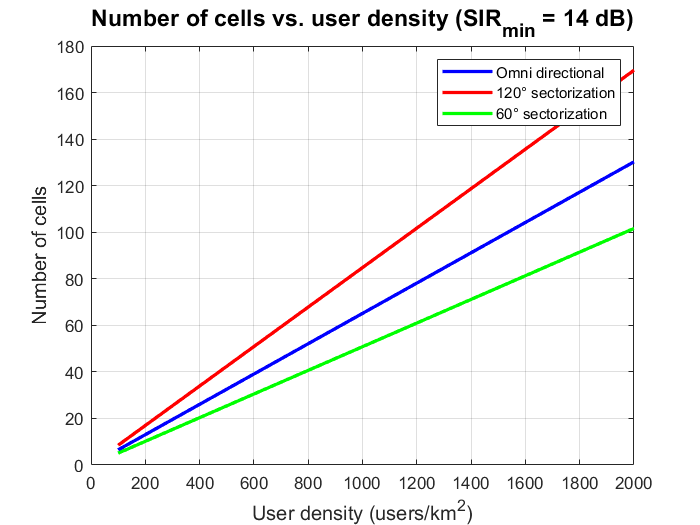 Number of cells vs. user density (SIRmin = 14 dB)
180
160
140
120
100
80
60
40
20
0
Number of cells
Omni directional
120° sectorization
60° sectorization
0 200 400 600 800 1000 1200 1400 1600 1800 2000
User density (users/km2)